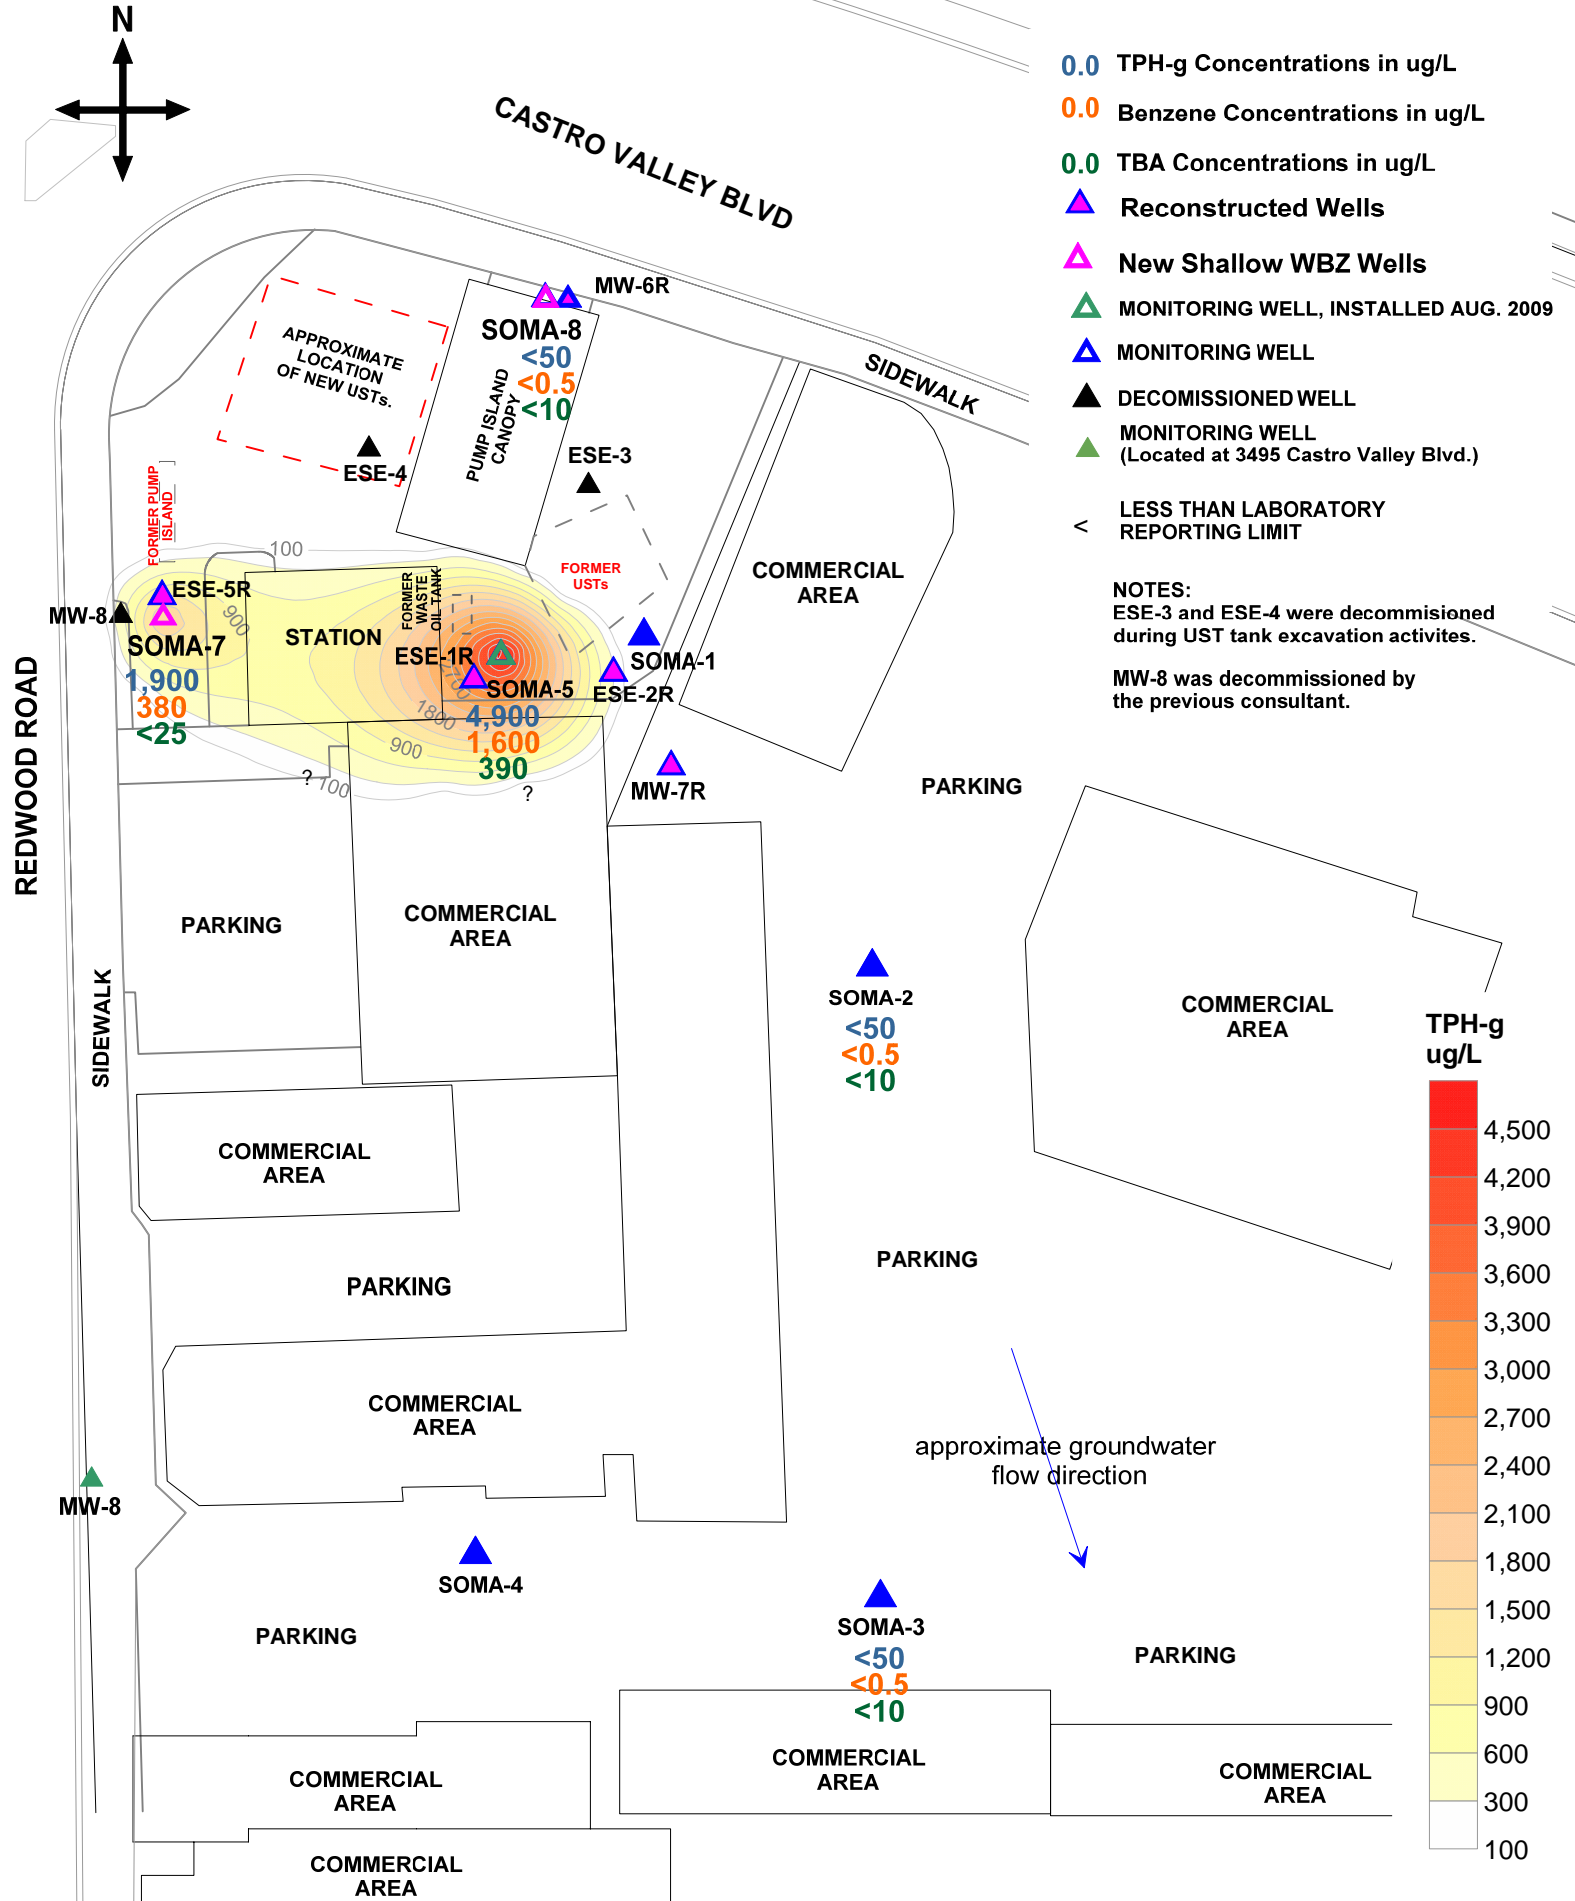 N
CASTRO VALLEY BLVD
0.0 TPH-g Concentrations in ug/L
0.0 Benzene Concentrations in ug/L
0.0 TBA Concentrations in ug/L
Reconstructed Wells
New Shallow WBZ Wells
MONITORING WELL, INSTALLED AUG. 2009
MONITORING WELL
DECOMISSIONED WELL
MONITORING WELL
(Located at 3495 Castro Valley Blvd.)
< LESS THAN LABORATORY
REPORTING LIMIT
NOTES:
ESE-3 and ESE-4 were decommisioned
during UST tank excavation activites.
MW-8 was decommissioned by
the previous consultant.
MW-6R
SOMA-8
<50
<0.5
<10
APPROXIMATE
LOCATION
OF NEW USTs.
PUMP ISLAND
CANOPY
SIDEWALK
ESE-4
ESE-3
FORMER PUMP
ISLAND
100
FORMER
WASTE
OIL TANK
FORMER
USTs
COMMERCIAL
AREA
ESE-5R
MW-8
900
STATION
SOMA-7
1,900
380
<25
ESE-1R
2700
SOMA-5
4,900
1,600
390
1800
900
SOMA-1
ESE-2R
MW-7R
?
100
?
REDWOOD ROAD
PARKING
PARKING
COMMERCIAL
AREA
SIDEWALK
SOMA-2
<50
<0.5
<10
COMMERCIAL
AREA
COMMERCIAL
AREA
PARKING
PARKING
COMMERCIAL
AREA
approximate groundwater
flow direction
MW-8
SOMA-4
SOMA-3
<50
<0.5
<10
PARKING
PARKING
COMMERCIAL
AREA
COMMERCIAL
AREA
COMMERCIAL
AREA
COMMERCIAL
AREA
TPH-g
ug/L
4,500
4,200
3,900
3,600
3,300
3,000
2,700
2,400
2,100
1,800
1,500
1,200
900
600
300
100